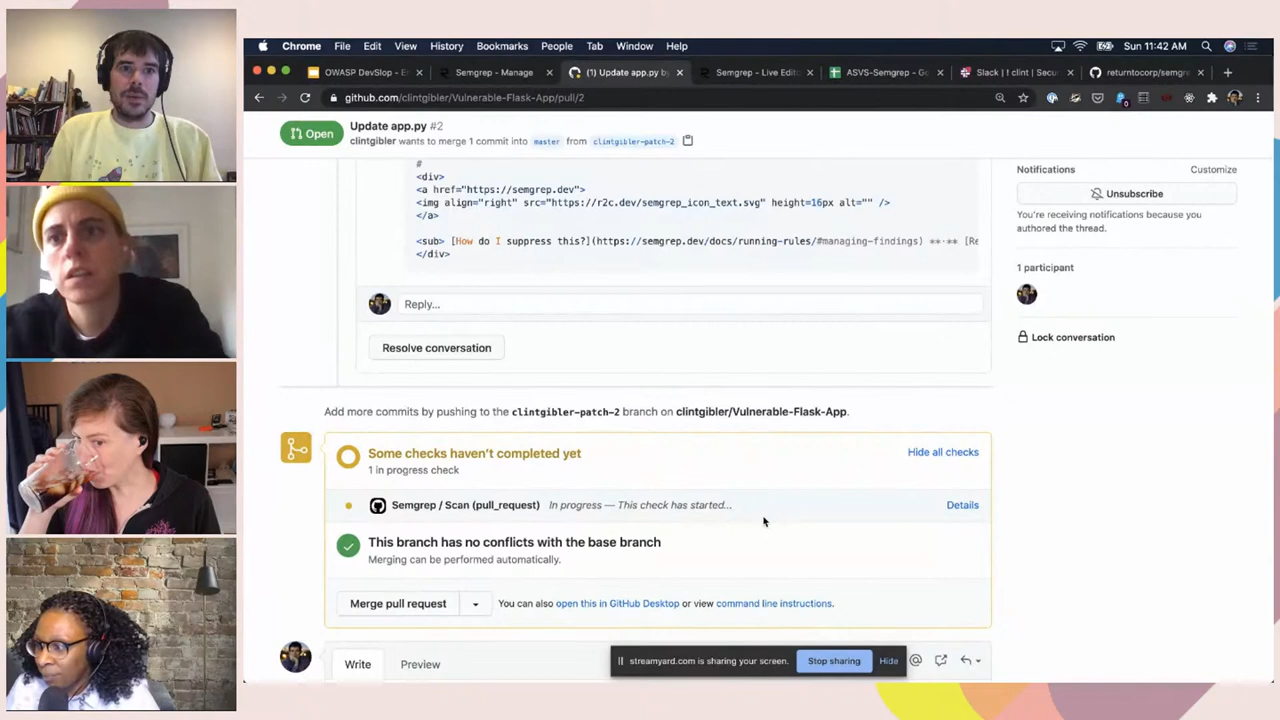 Chrome File Edit View History Bookmarks People Tab Window Help Sun 11:42 AM
OWASP DevSlop - E Semgrep - Manage (1) Update app.py by Semgrep - Live Edit ASVS-Semgrep - Go Slack | ! clint | Secu returntocorp/semgre
github.com/clintgibler/Vulnerable-Flask-App/pull/2
Open
Update app.py #2
clintgibler wants to merge 1 commit into master from clintgibler-patch-2
#
<div>
<a href="https://semgrep.dev">
<img align="right" src="https://r2c.dev/semgrep_icon_text.svg" height=16px alt="" />
</a>
<sub> [How do I suppress this?](https://semgrep.dev/docs/running-rules/#managing-findings) **·** [Re
</div>
Reply...
Resolve conversation
Notifications Customize
Unsubscribe
You're receiving notifications because you
authored the thread.
1 participant
Lock conversation
Add more commits by pushing to the clintgibler-patch-2 branch on clintgibler/Vulnerable-Flask-App.
Some checks haven't completed yet Hide all checks
1 in progress check
Semgrep / Scan (pull_request) In progress — This check has started... Details
This branch has no conflicts with the base branch
Merging can be performed automatically.
Merge pull request You can also open this in GitHub Desktop or view command line instructions.
Write Preview
streamyard.com is sharing your screen. Stop sharing Hide